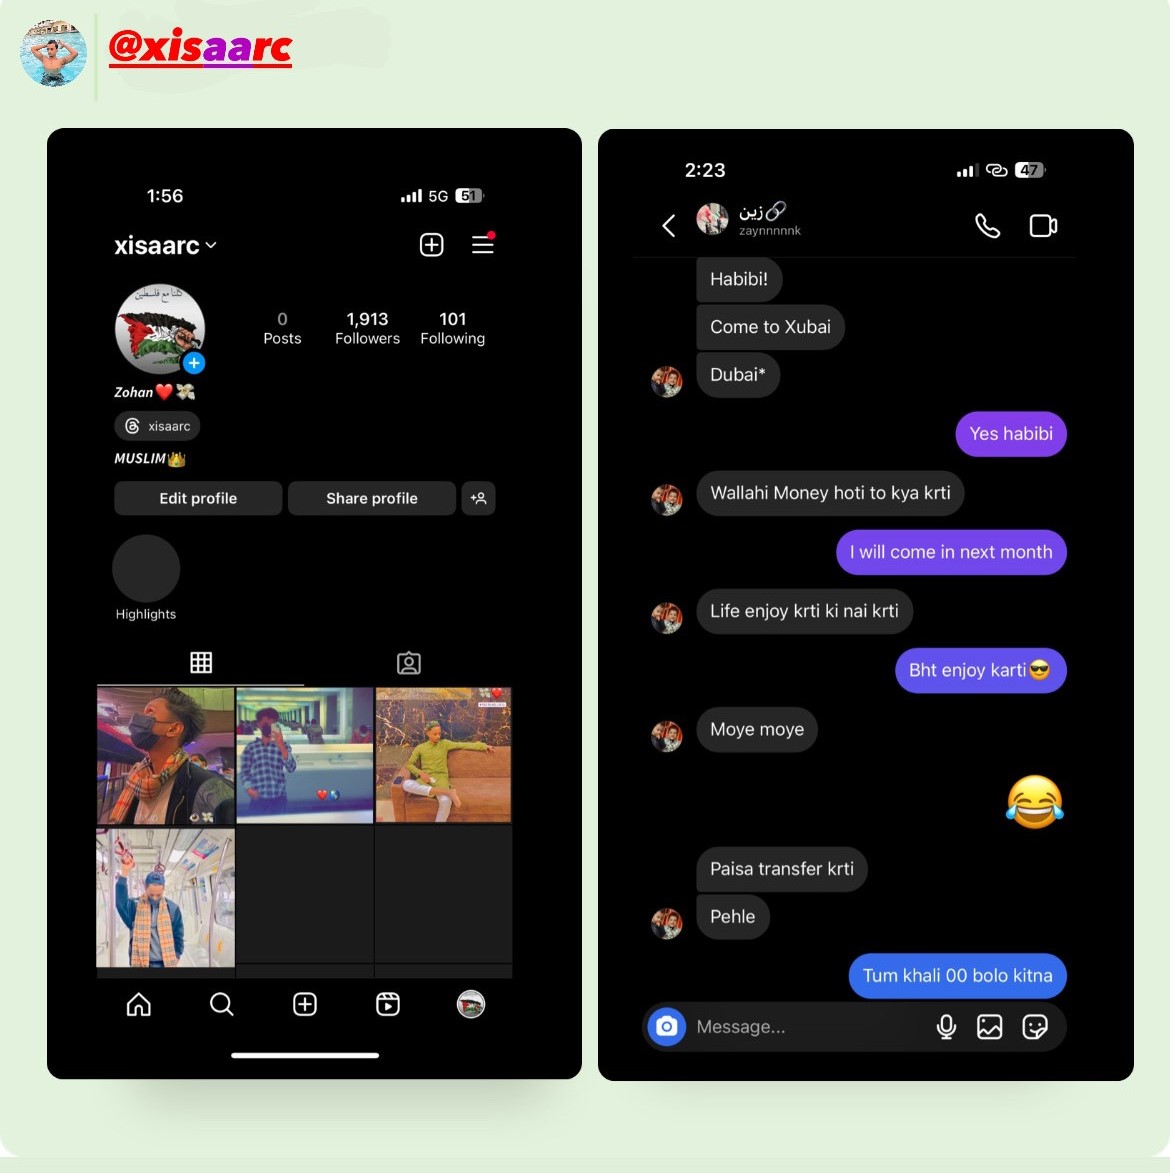 @xisaarc
1:56
5G 51
xisaarc
كلنا مع فلسطين
0
Posts
1,913
Followers
101
Following
Zohan❤️💸
xisaarc
MUSLIM👑
Edit profile
Share profile
Highlights
2:23
47
زين🔗
zaynnnnnk
Habibi!
Come to Xubai
Dubai*
Yes habibi
Wallahi Money hoti to kya krti
I will come in next month
Life enjoy krti ki nai krti
Bht enjoy karti😎
Moye moye
😂
Paisa transfer krti
Pehle
Tum khali 00 bolo kitna
Message...